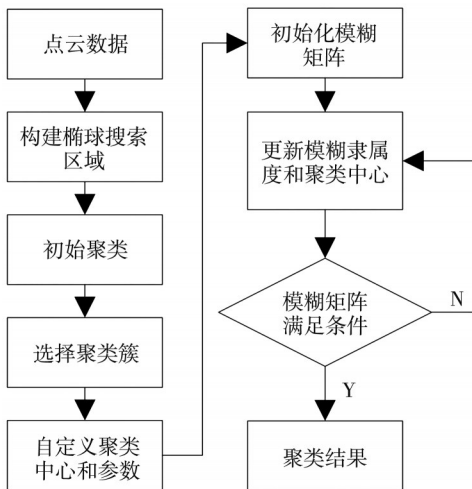 点云数据
构建椭球搜索
区域
初始聚类
选择聚类簇
自定义聚类
中心和参数
初始化模糊
矩阵
更新模糊隶属
度和聚类中心
模糊矩阵
满足条件
N
Y
聚类结果